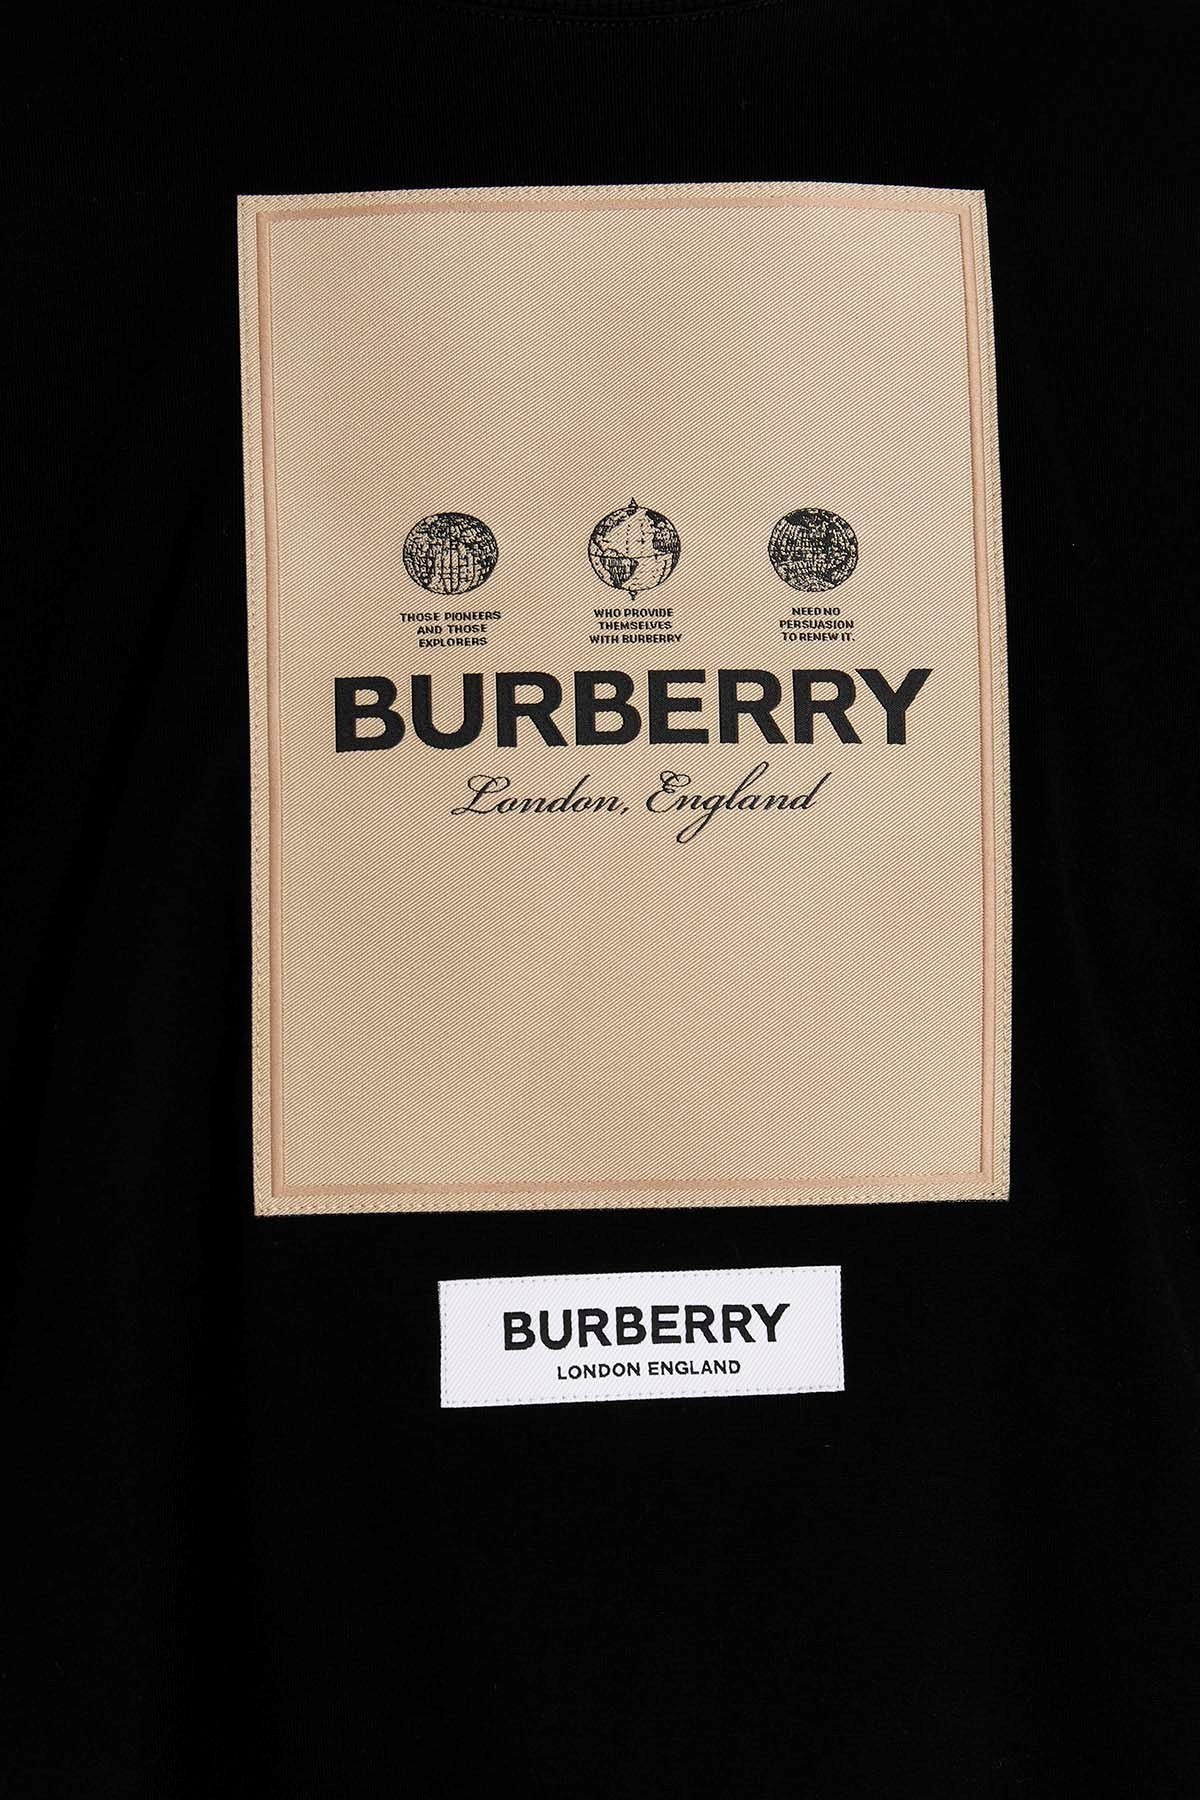 THOSE PIONEERS
AND THOSE
EXPLORERS
WHO PROVIDE
THEMSELVES
WITH BURBERRY
NEED NO
PERSUASION
TO RENEW IT.
BURBERRY
London, England
BURBERRY
LONDON ENGLAND